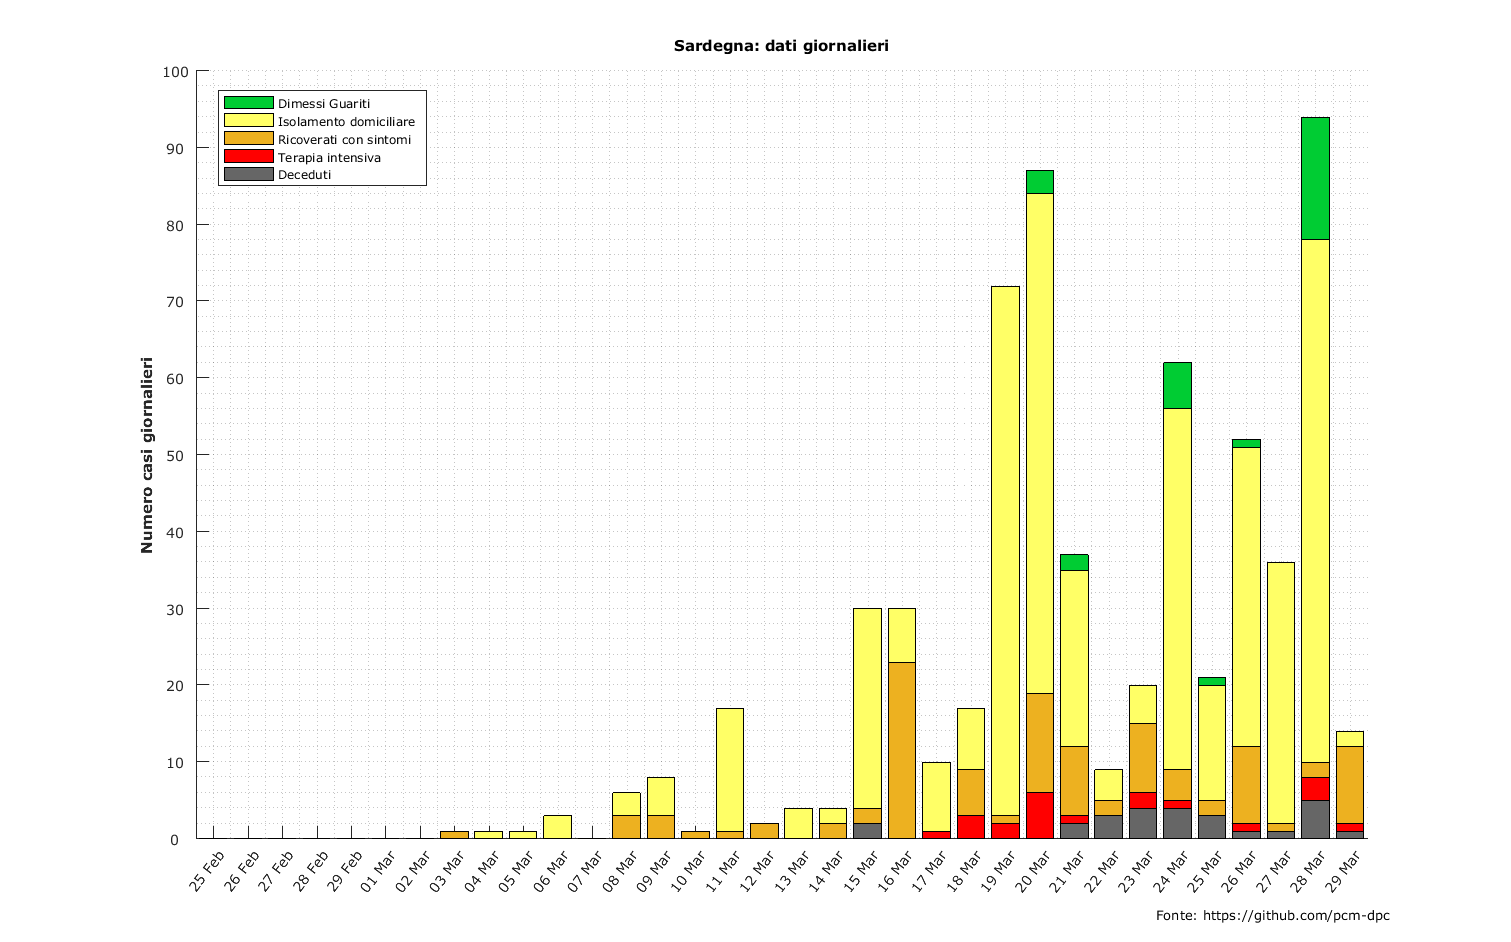 Sardegna: dati giornalieri
Numero casi giornalieri
100
90
80
70
60
50
40
30
20
10
0
Dimessi Guariti
Isolamento domiciliare
Ricoverati con sintomi
Terapia intensiva
Deceduti
25 Feb
26 Feb
27 Feb
28 Feb
29 Feb
01 Mar
02 Mar
03 Mar
04 Mar
05 Mar
06 Mar
07 Mar
08 Mar
09 Mar
10 Mar
11 Mar
12 Mar
13 Mar
14 Mar
15 Mar
16 Mar
17 Mar
18 Mar
19 Mar
20 Mar
21 Mar
22 Mar
23 Mar
24 Mar
25 Mar
26 Mar
27 Mar
28 Mar
29 Mar
Fonte: https://github.com/pcm-dpc